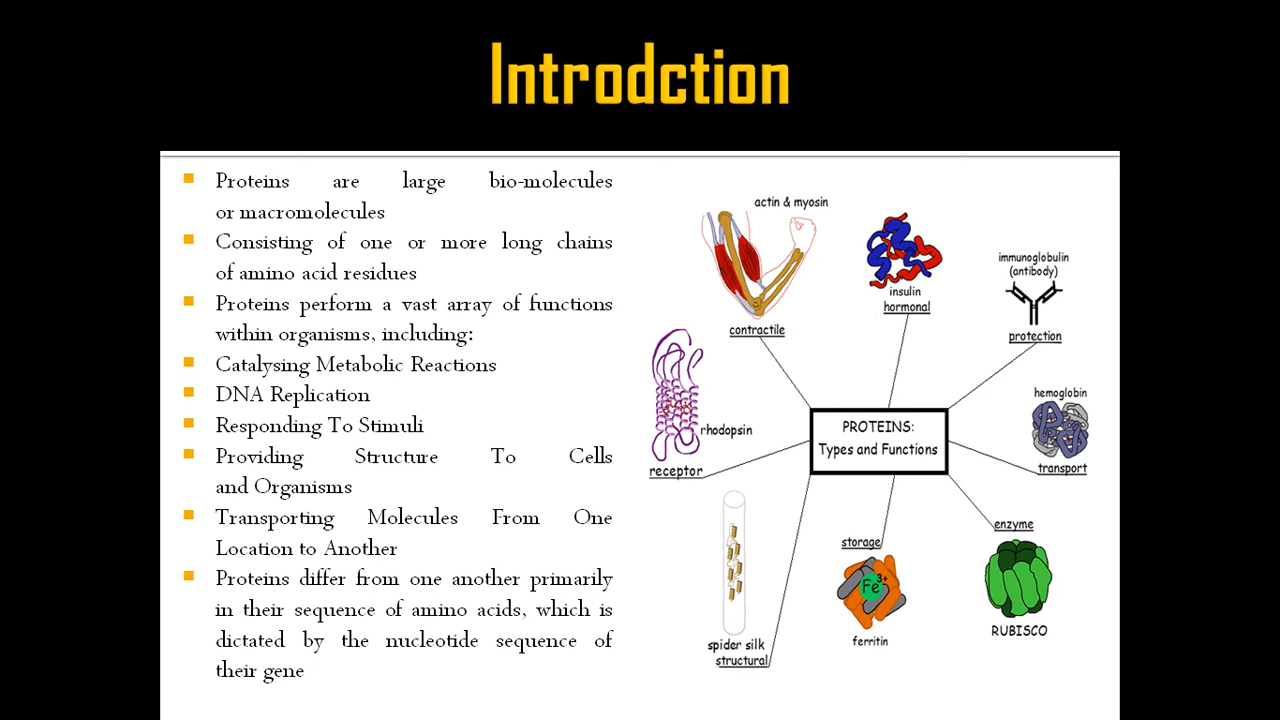 Introdction
Proteins are large bio-molecules
or macromolecules
Consisting of one or more long chains
of amino acid residues
Proteins perform a vast array of functions
within organisms, including:
Catalysing Metabolic Reactions
DNA Replication
Responding To Stimuli
Providing Structure To Cells
and Organisms
Transporting Molecules From One
Location to Another
Proteins differ from one another primarily
in their sequence of amino acids, which is
dictated by the nucleotide sequence of
their gene
actin & myosin
contractile
insulin
hormonal
immunoglobulin
(antibody)
protection
rhodopsin
receptor
PROTEINS:
Types and Functions
hemoglobin
transport
spider silk
structural
storage
Fe3+
ferritin
enzyme
RUBISCO